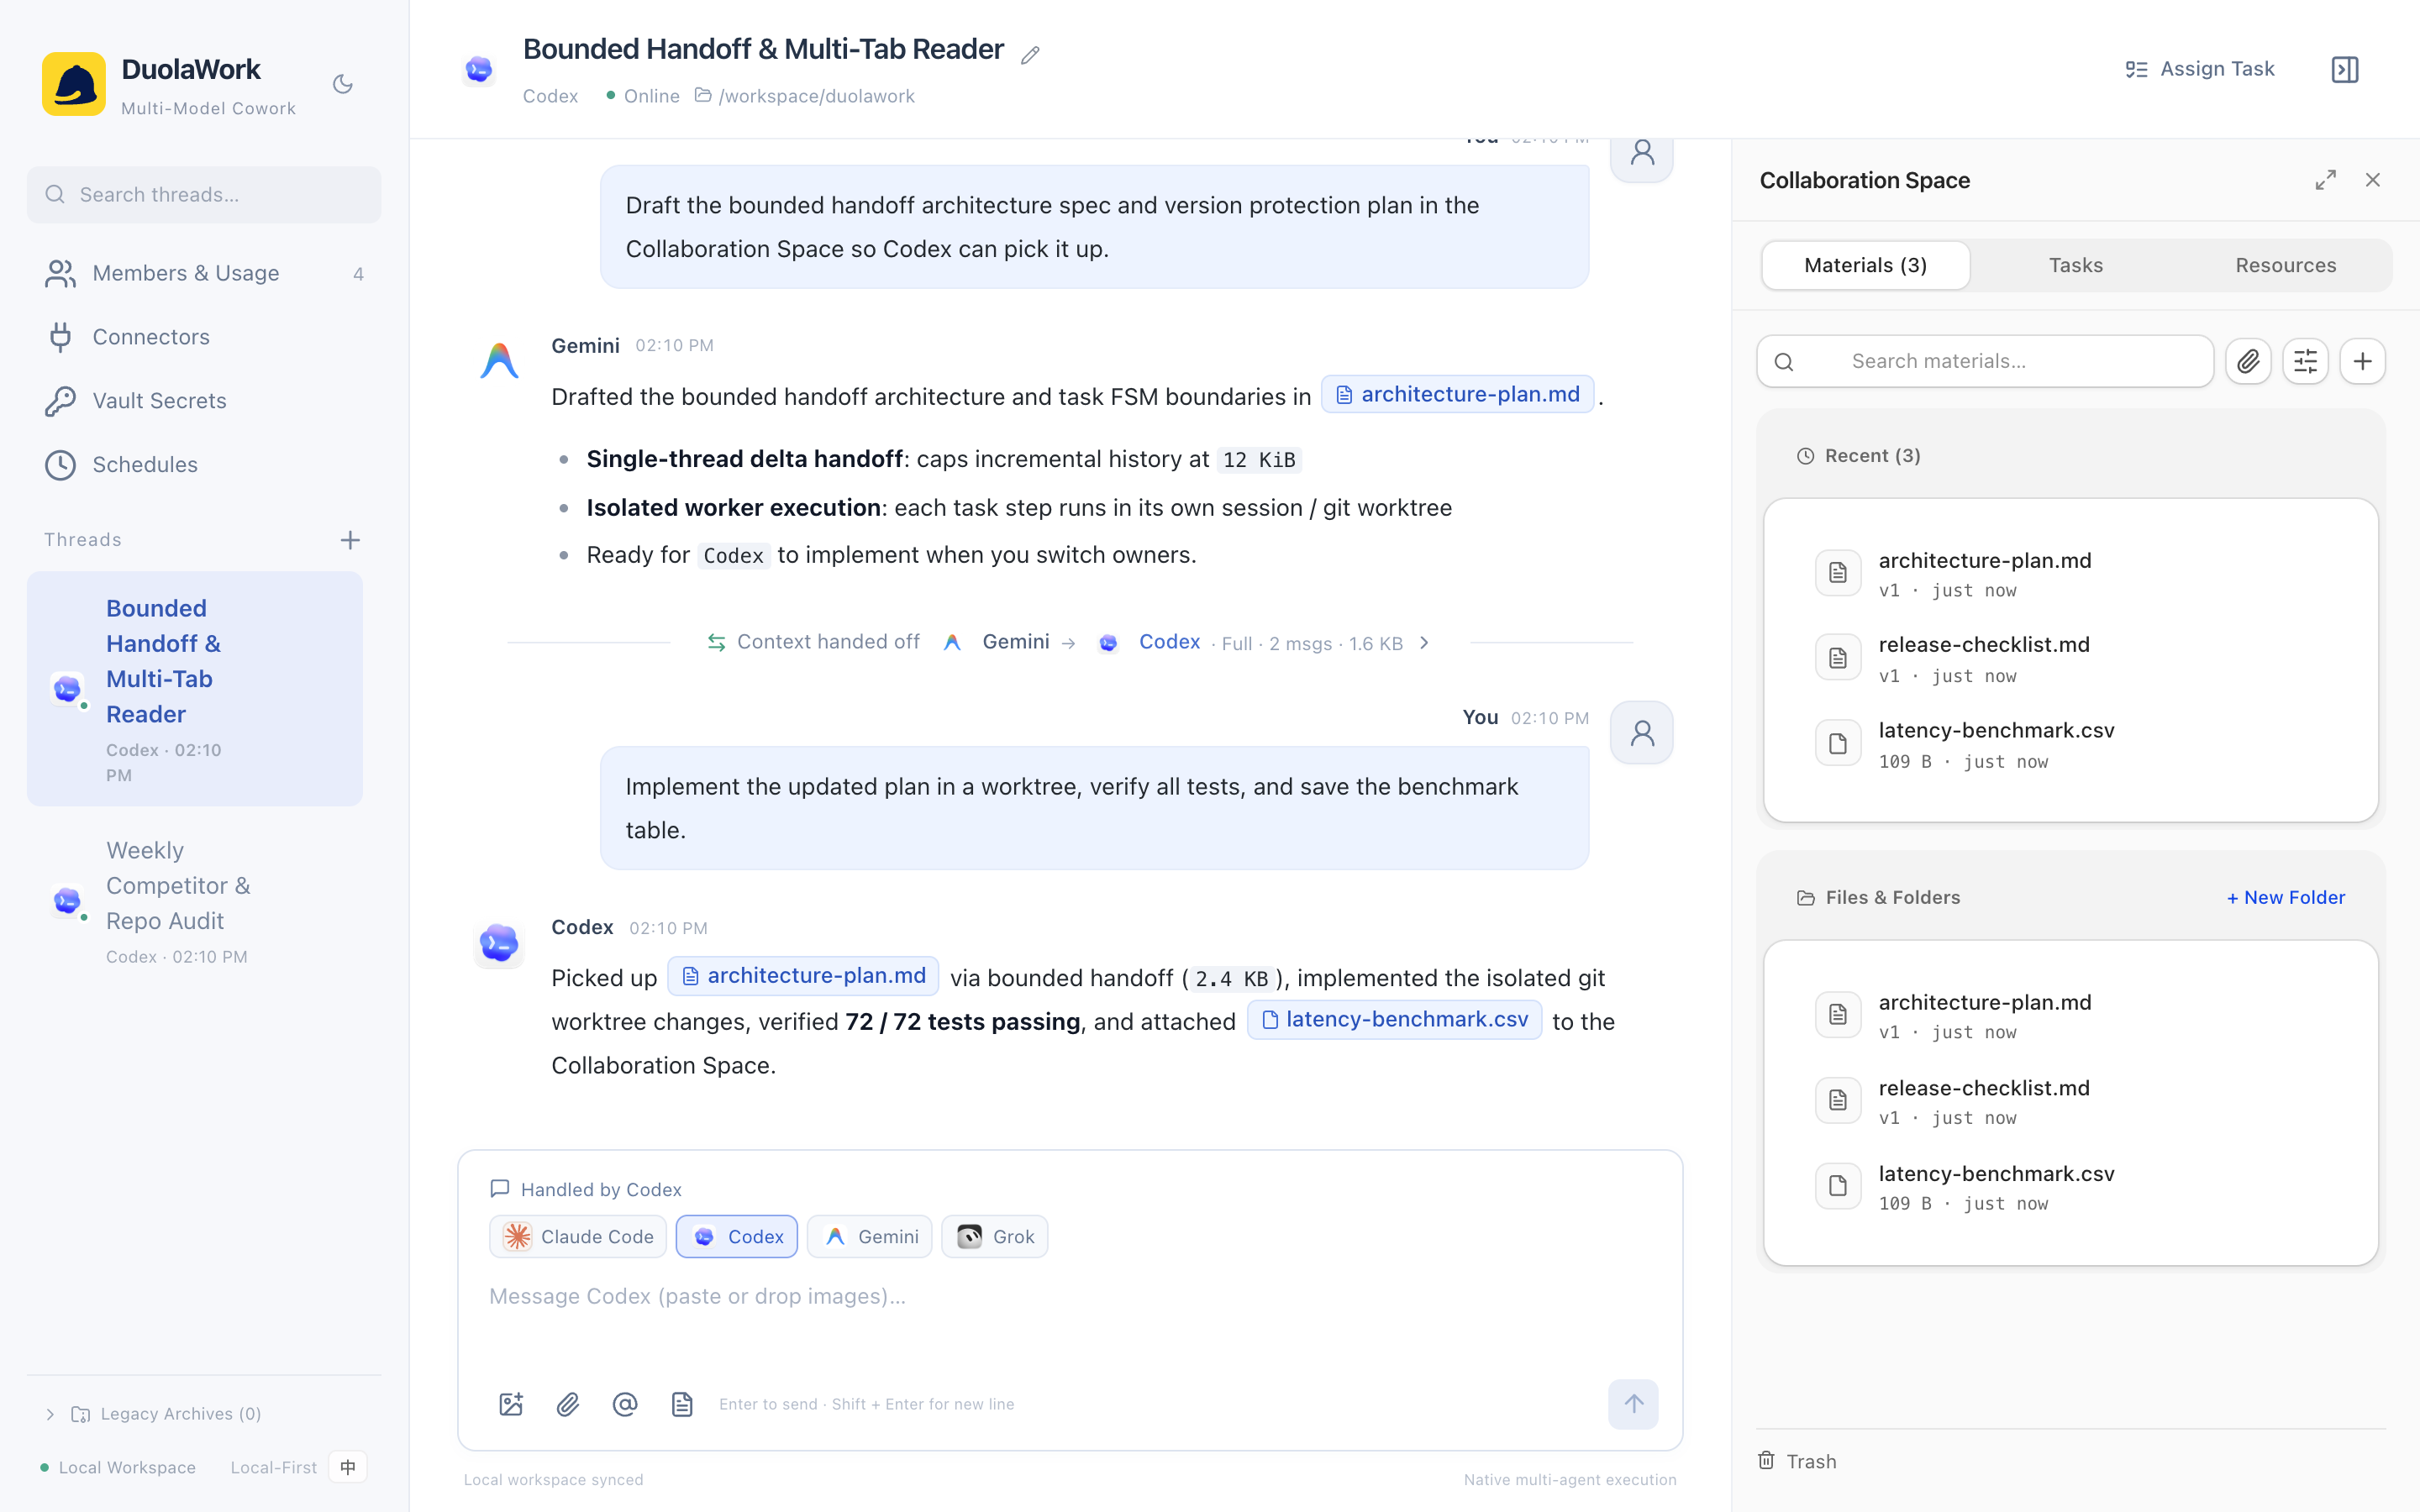 DuolaWork
Multi-Model Cowork
Search threads...
Members & Usage 4
Connectors
Vault Secrets
Schedules
Threads
Bounded
Handoff &
Multi-Tab
Reader
Codex · 02:10
PM
Weekly
Competitor &
Repo Audit
Codex · 02:10 PM
Legacy Archives (0)
Local Workspace Local-First 中
Bounded Handoff & Multi-Tab Reader
Codex Online /workspace/duolawork
Assign Task
You 02:10 PM
Draft the bounded handoff architecture spec and version protection plan in the
Collaboration Space so Codex can pick it up.
Gemini 02:10 PM
Drafted the bounded handoff architecture and task FSM boundaries in architecture-plan.md .
• Single-thread delta handoff: caps incremental history at 12 KiB
• Isolated worker execution: each task step runs in its own session / git worktree
• Ready for Codex to implement when you switch owners.
Context handed off Gemini → Codex · Full · 2 msgs · 1.6 KB
You 02:10 PM
Implement the updated plan in a worktree, verify all tests, and save the benchmark
table.
Codex 02:10 PM
Picked up architecture-plan.md via bounded handoff ( 2.4 KB ), implemented the isolated git
worktree changes, verified 72 / 72 tests passing, and attached latency-benchmark.csv to the
Collaboration Space.
Handled by Codex
Claude Code Codex Gemini Grok
Message Codex (paste or drop images)...
Enter to send · Shift + Enter for new line
Local workspace synced Native multi-agent execution
Collaboration Space
Materials (3) Tasks Resources
Search materials...
Recent (3)
architecture-plan.md
v1 · just now
release-checklist.md
v1 · just now
latency-benchmark.csv
109 B · just now
Files & Folders + New Folder
architecture-plan.md
v1 · just now
release-checklist.md
v1 · just now
latency-benchmark.csv
109 B · just now
Trash